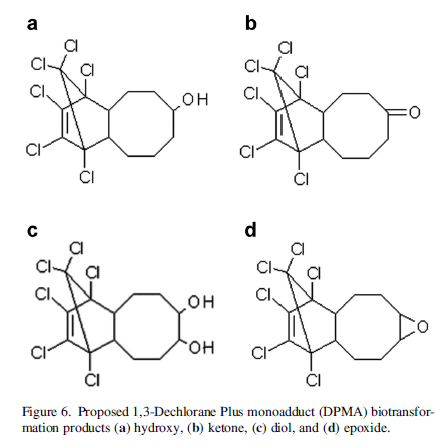 a
Cl
Cl Cl
Cl OH
Cl
Cl
b
Cl
Cl Cl
Cl
O
Cl
Cl
c
Cl
Cl Cl
Cl OH
Cl OH
Cl
d
Cl
Cl Cl
Cl
O
Cl
Cl
Figure 6. Proposed 1,3-Dechlorane Plus monoadduct (DPMA) biotransfor-
mation products (a) hydroxy, (b) ketone, (c) diol, and (d) epoxide.